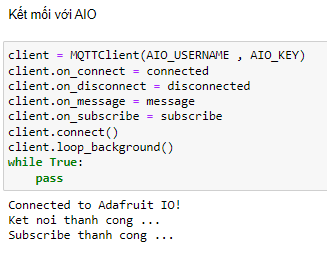 Kết mối với AIO
client = MQTTClient(AIO_USERNAME , AIO_KEY)
client.on_connect = connected
client.on_disconnect = disconnected
client.on_message = message
client.on_subscribe = subscribe
client.connect()
client.loop_background()
while True:
    pass
Connected to Adafruit IO!
Ket noi thanh cong ...
Subscribe thanh cong ...